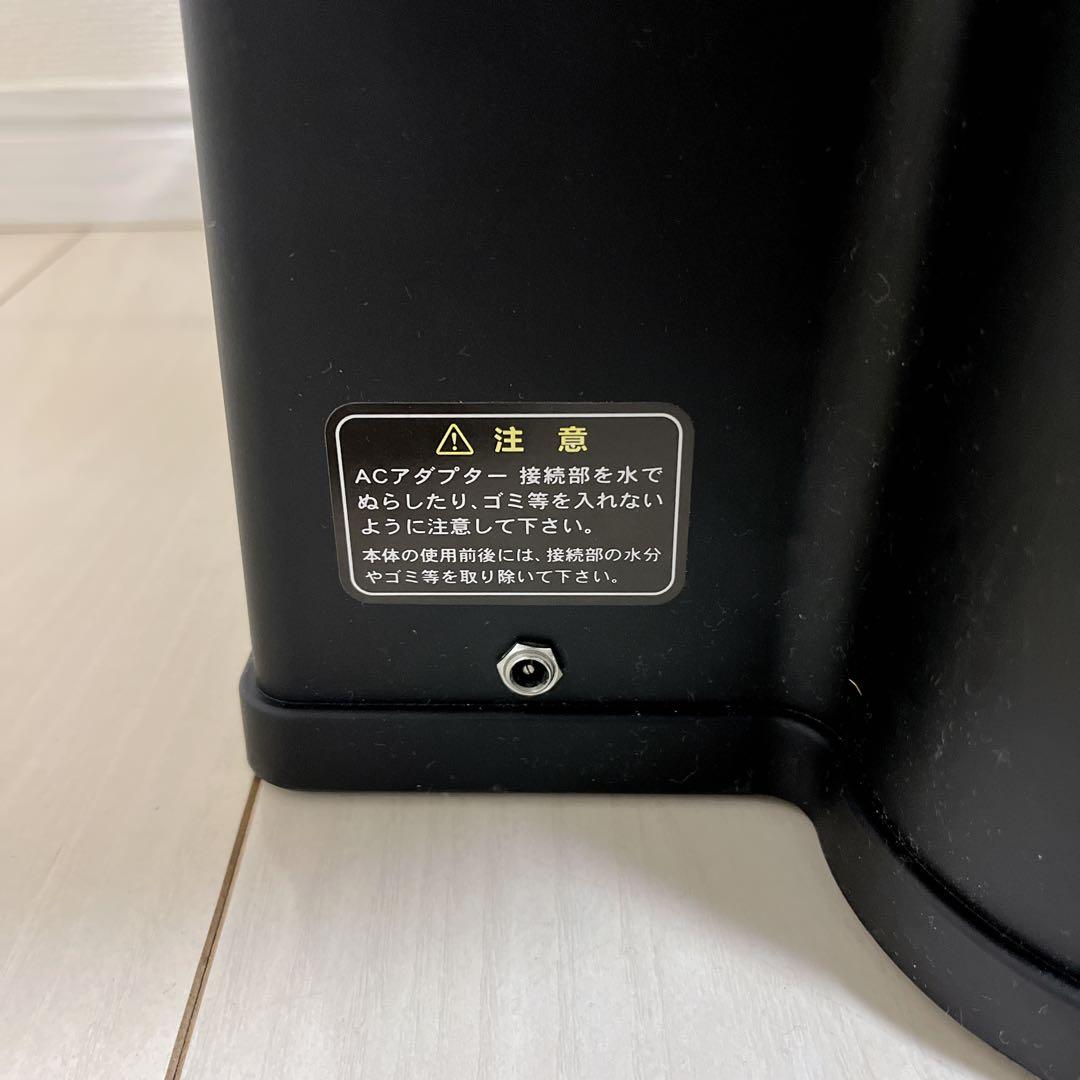 ⚠ 注 意
ACアダプター 接続部を水で
ぬらしたり、ゴミ等を入れない
ように注意して下さい。
本体の使用前後には、接続部の水分
やゴミ等を取り除いて下さい。